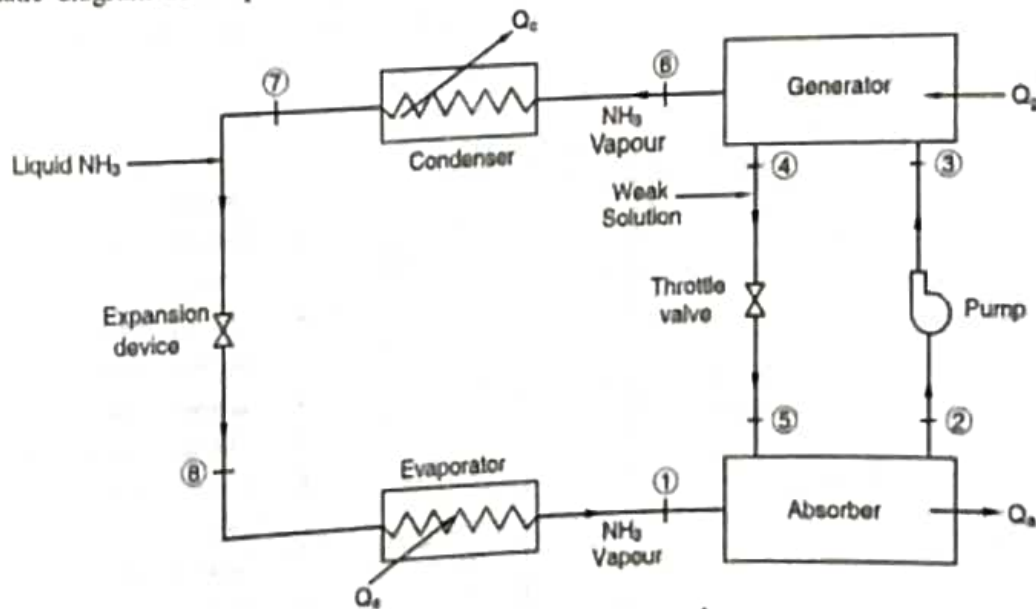 Qc
⑦
⑥
Generator
Qg
NH₃
Vapour
Liquid NH₃
Condenser
④
③
Weak
Solution
Expansion
device
Throttle
valve
Pump
⑧
⑤
②
Evaporator
①
Absorber
Qa
NH₃
Vapour
Qe